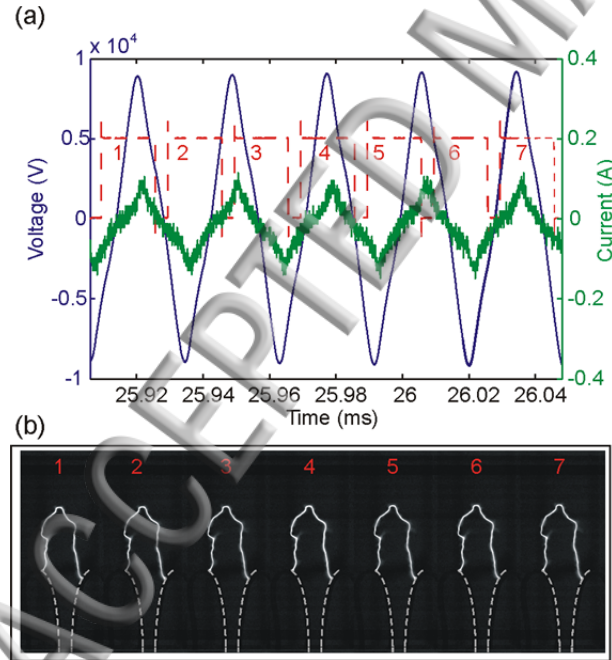 (a)
1 x 10⁴
0.5
0
-0.5
-1
Voltage (V)
0.4
0.2
0
-0.2
-0.4
Current (A)
1 2 3 4 5 6 7
25.92 25.94 25.96 25.98 26 26.02 26.04
Time (ms)
(b)
1 2 3 4 5 6 7
ACCEPTED M